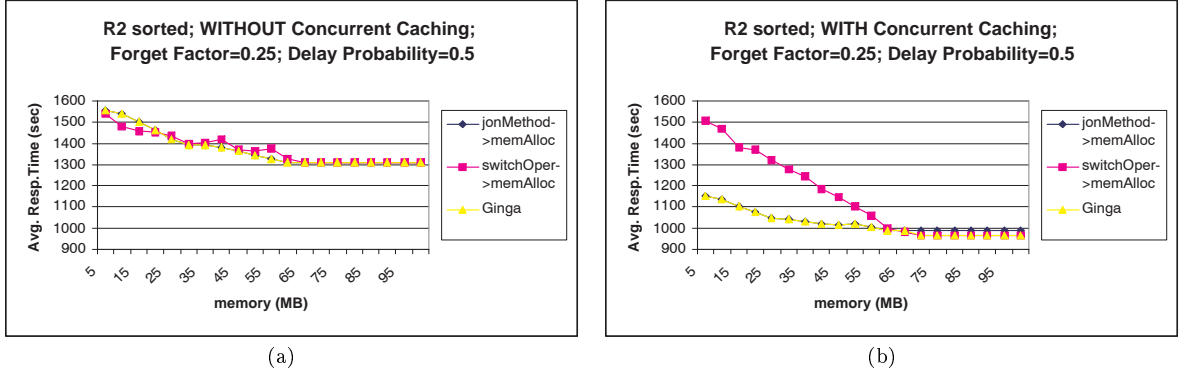 R2 sorted; WITHOUT Concurrent Caching;
Forget Factor=0.25; Delay Probability=0.5
Avg. Resp.Time (sec)
1600
1500
1400
1300
1200
1100
1000
900
5
15
25
35
45
55
65
75
85
95
memory (MB)
jonMethod-
>memAlloc
switchOper-
>memAlloc
Ginga
(a)
R2 sorted; WITH Concurrent Caching;
Forget Factor=0.25; Delay Probability=0.5
Avg. Resp.Time (sec)
1600
1500
1400
1300
1200
1100
1000
900
5
15
25
35
45
55
65
75
85
95
memory (MB)
jonMethod-
>memAlloc
switchOper-
>memAlloc
Ginga
(b)